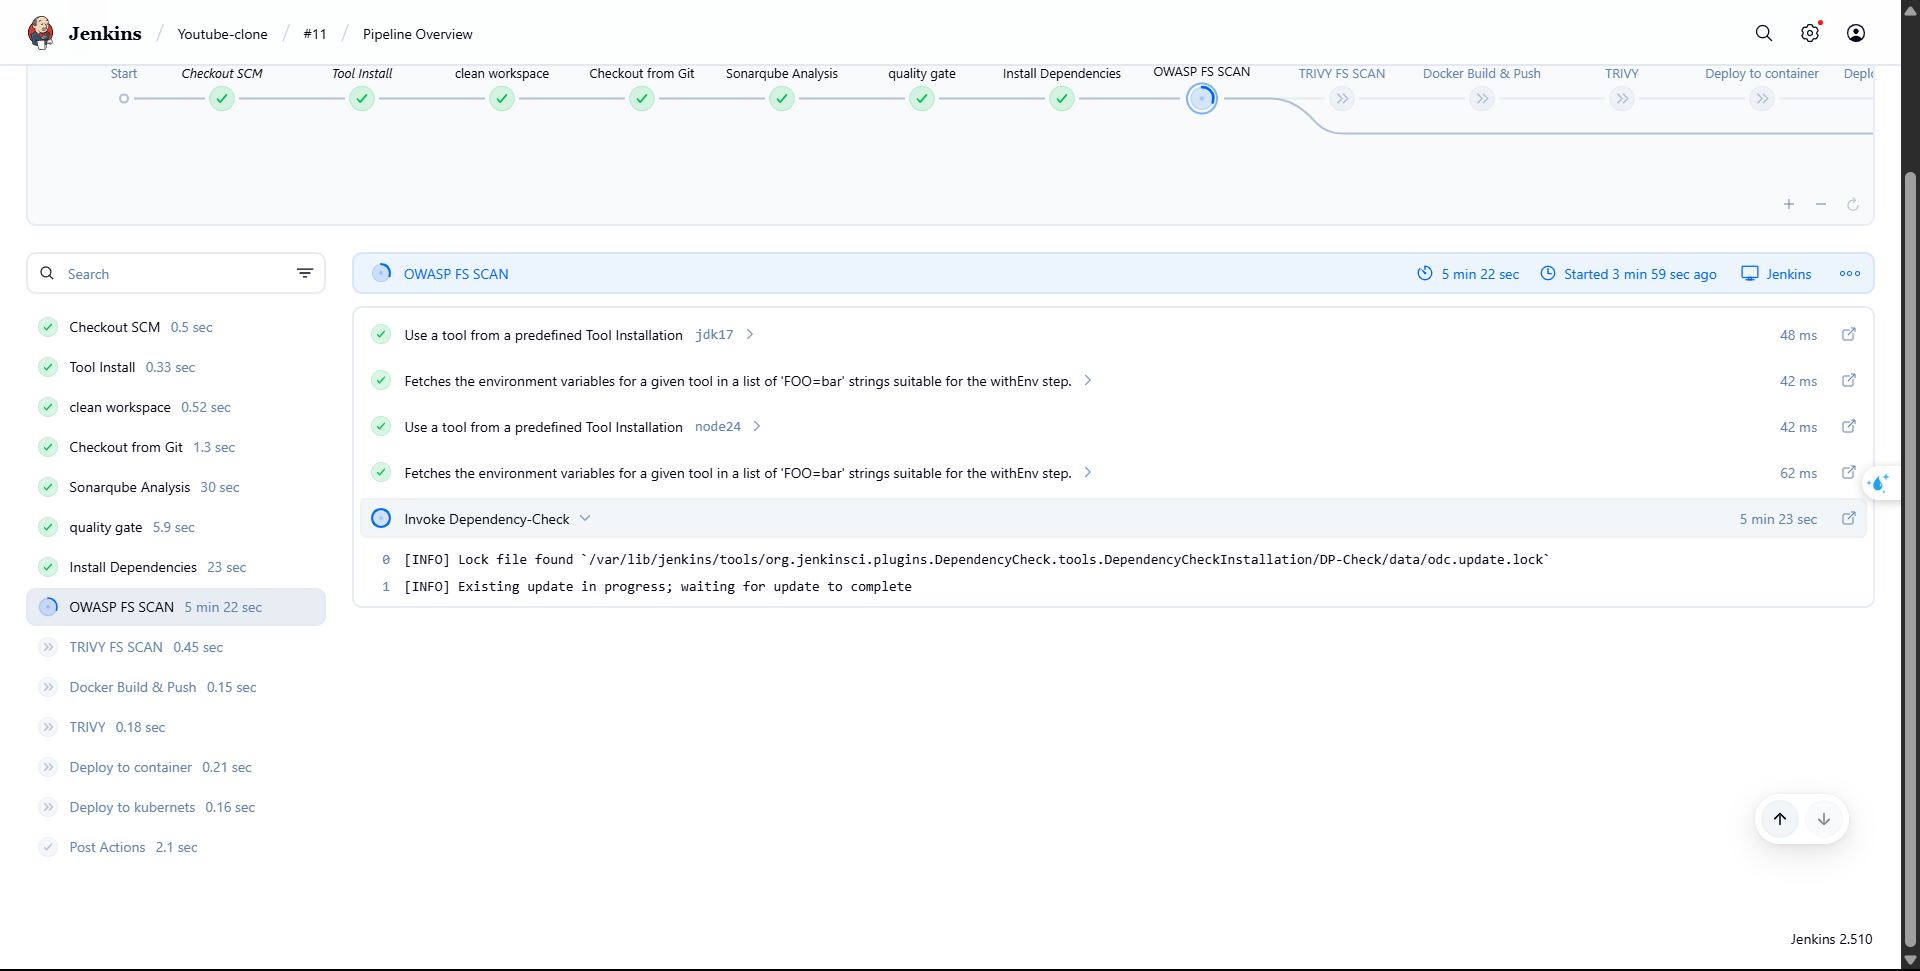 Jenkins / Youtube-clone / #11 / Pipeline Overview
Start Checkout SCM Tool Install clean workspace Checkout from Git Sonarqube Analysis quality gate Install Dependencies OWASP FS SCAN TRIVY FS SCAN Docker Build & Push TRIVY Deploy to container Deplo
Search
Checkout SCM 0.5 sec
Tool Install 0.33 sec
clean workspace 0.52 sec
Checkout from Git 1.3 sec
Sonarqube Analysis 30 sec
quality gate 5.9 sec
Install Dependencies 23 sec
OWASP FS SCAN 5 min 22 sec
TRIVY FS SCAN 0.45 sec
Docker Build & Push 0.15 sec
TRIVY 0.18 sec
Deploy to container 0.21 sec
Deploy to kubernetes 0.16 sec
Post Actions 2.1 sec
OWASP FS SCAN 5 min 22 sec Started 3 min 59 sec ago Jenkins
Use a tool from a predefined Tool Installation jdk17 48 ms
Fetches the environment variables for a given tool in a list of 'FOO=bar' strings suitable for the withEnv step. 42 ms
Use a tool from a predefined Tool Installation node24 42 ms
Fetches the environment variables for a given tool in a list of 'FOO=bar' strings suitable for the withEnv step. 62 ms
Invoke Dependency-Check 5 min 23 sec
0 [INFO] Lock file found `/var/lib/jenkins/tools/org.jenkinsci.plugins.DependencyCheck.tools.DependencyCheckInstallation/DP-Check/data/odc.update.lock`
1 [INFO] Existing update in progress; waiting for update to complete
Jenkins 2.510